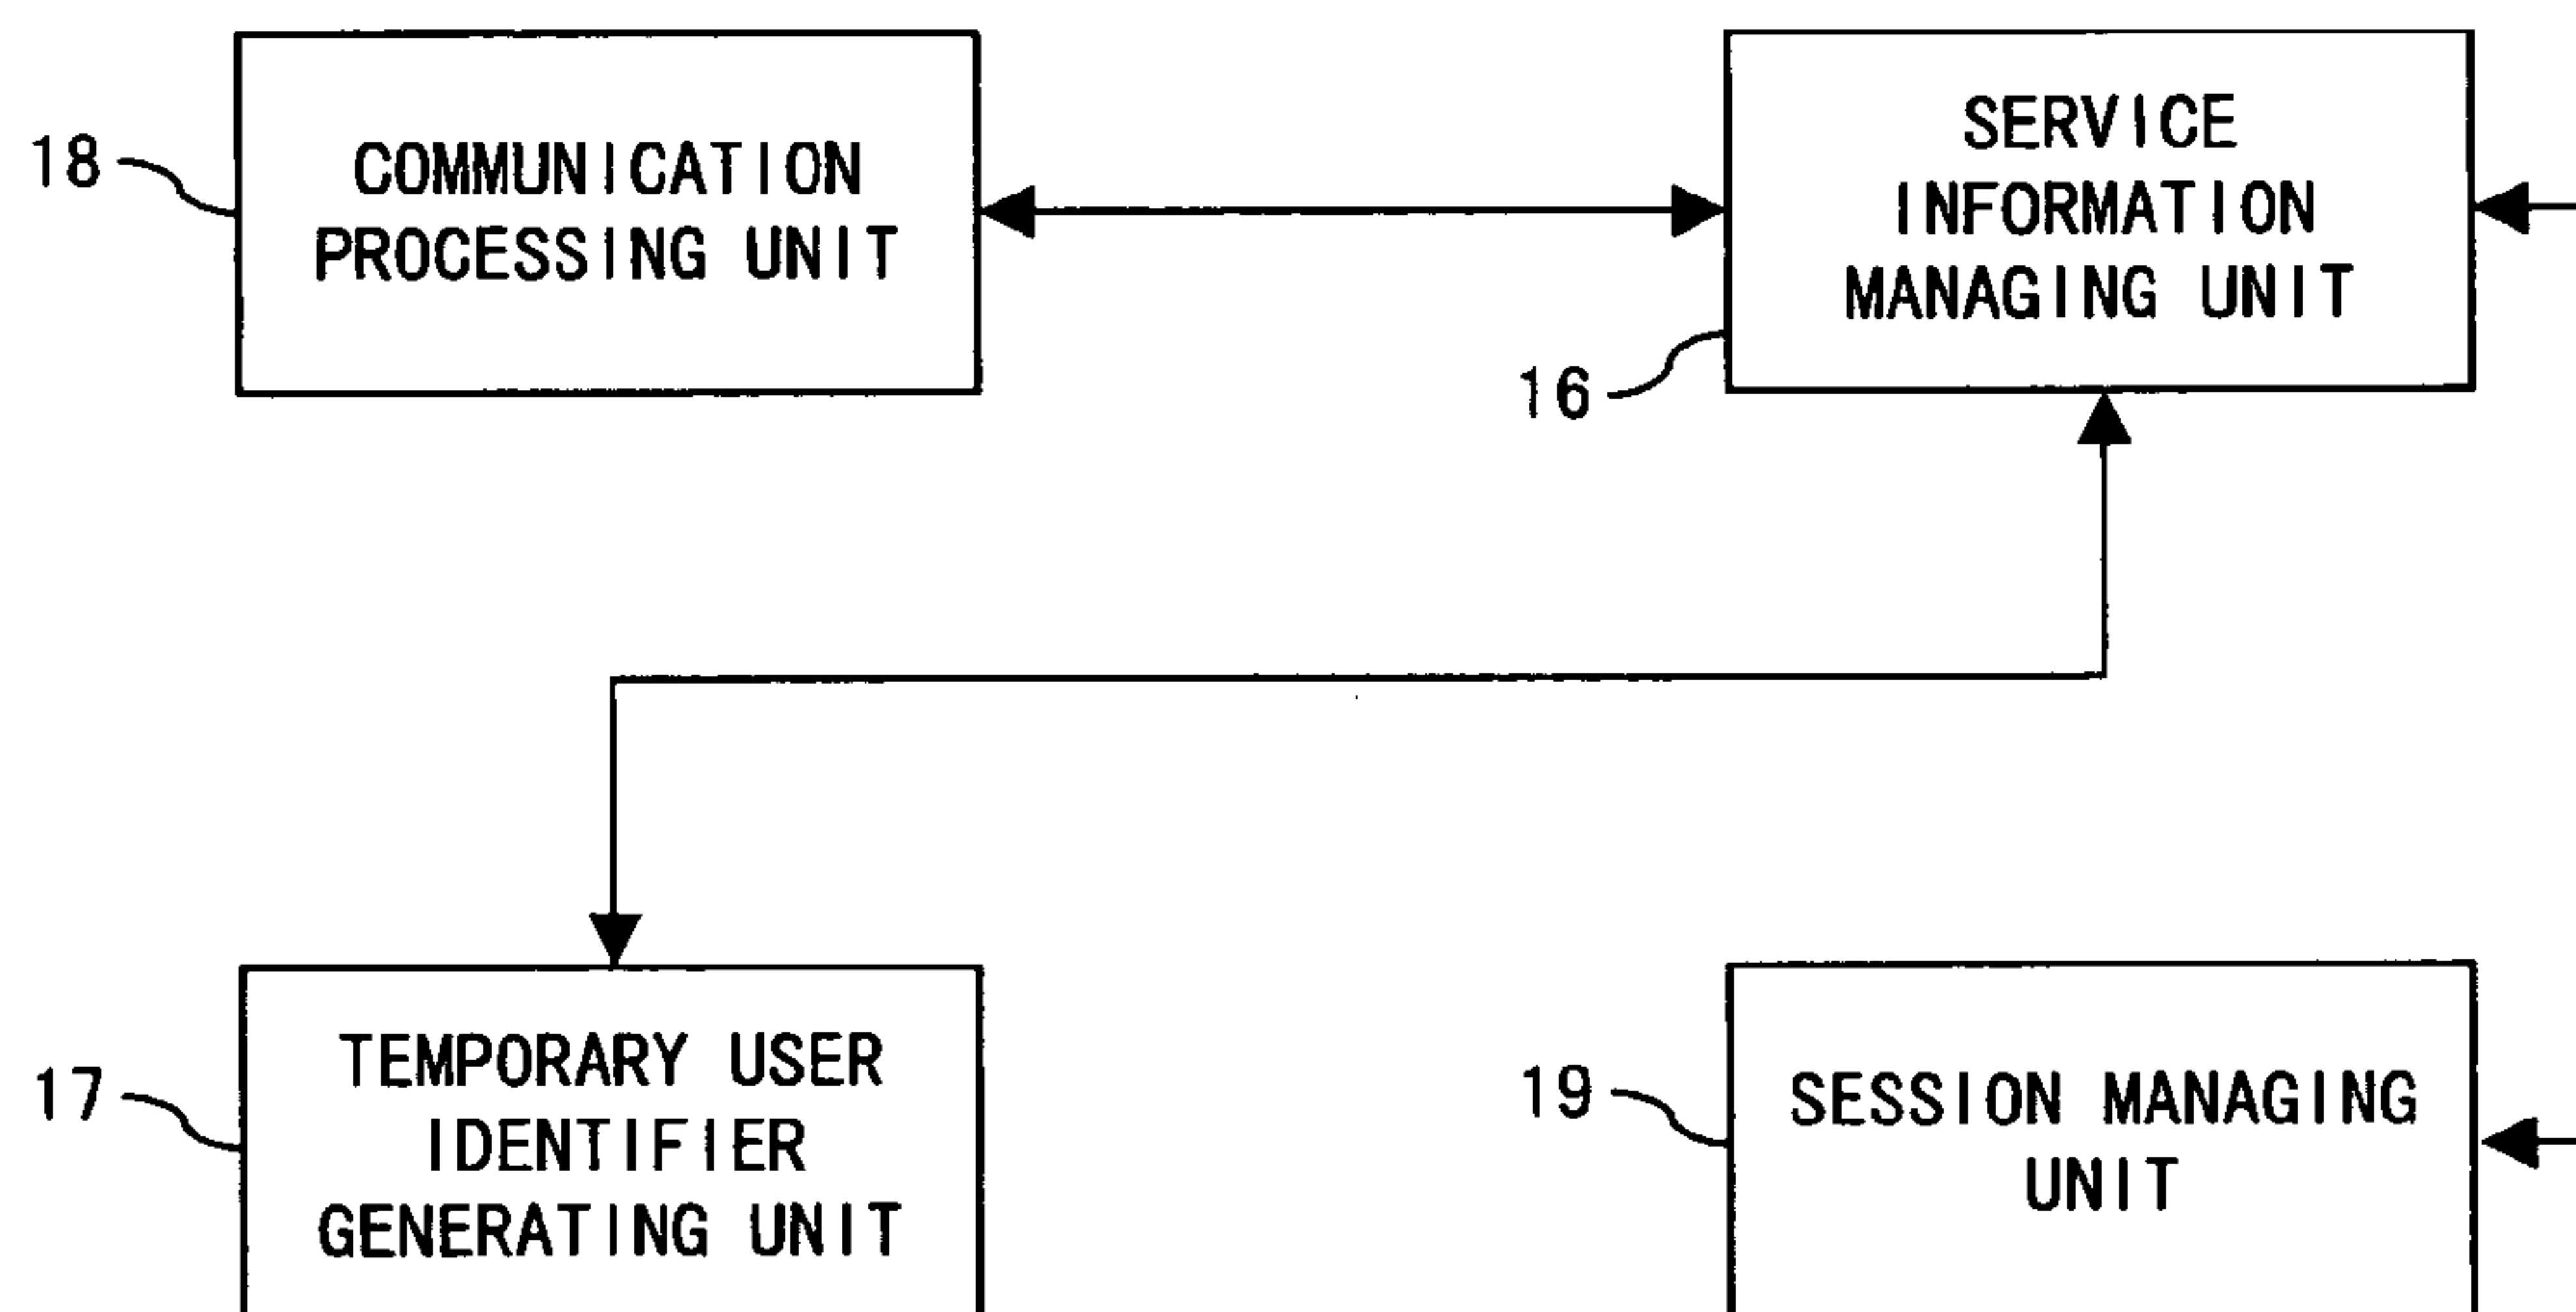 18
COMMUNICATION
PROCESSING UNIT
SERVICE
INFORMATION
MANAGING UNIT
16
17
TEMPORARY USER
IDENTIFIER
GENERATING UNIT
19
SESSION MANAGING
UNIT